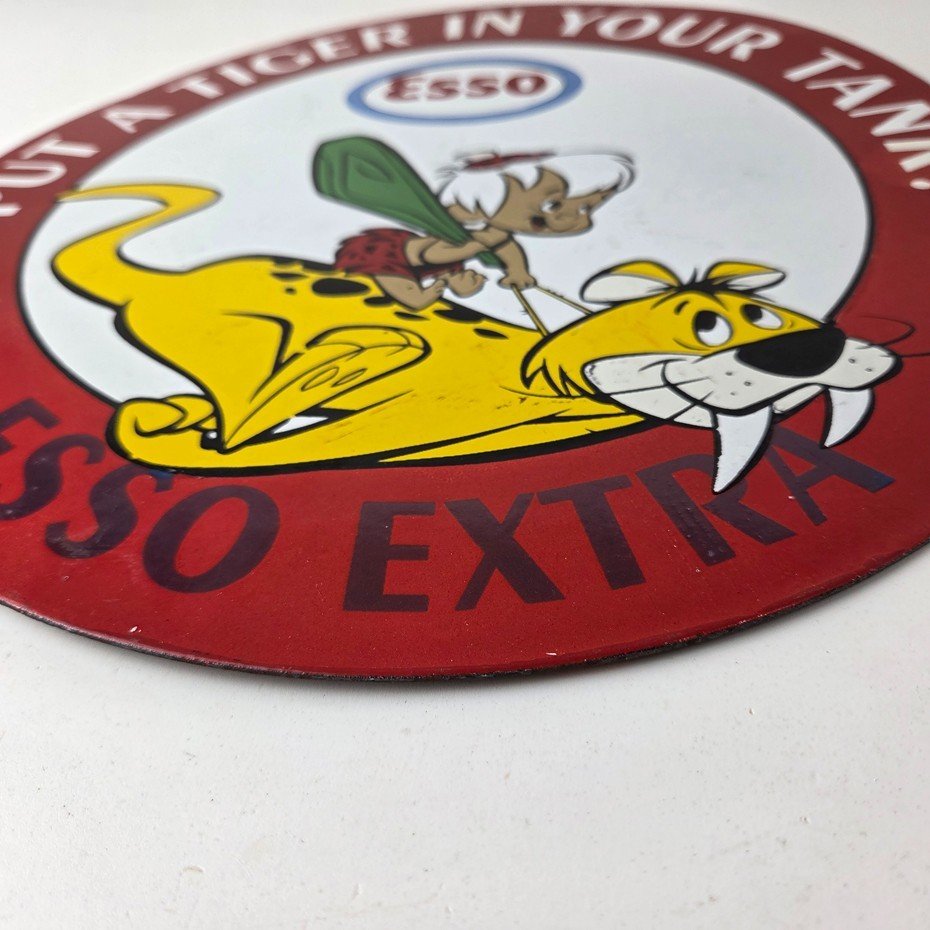 PUT A TIGER IN YOUR TANK!
ESSO
ESSO EXTRA